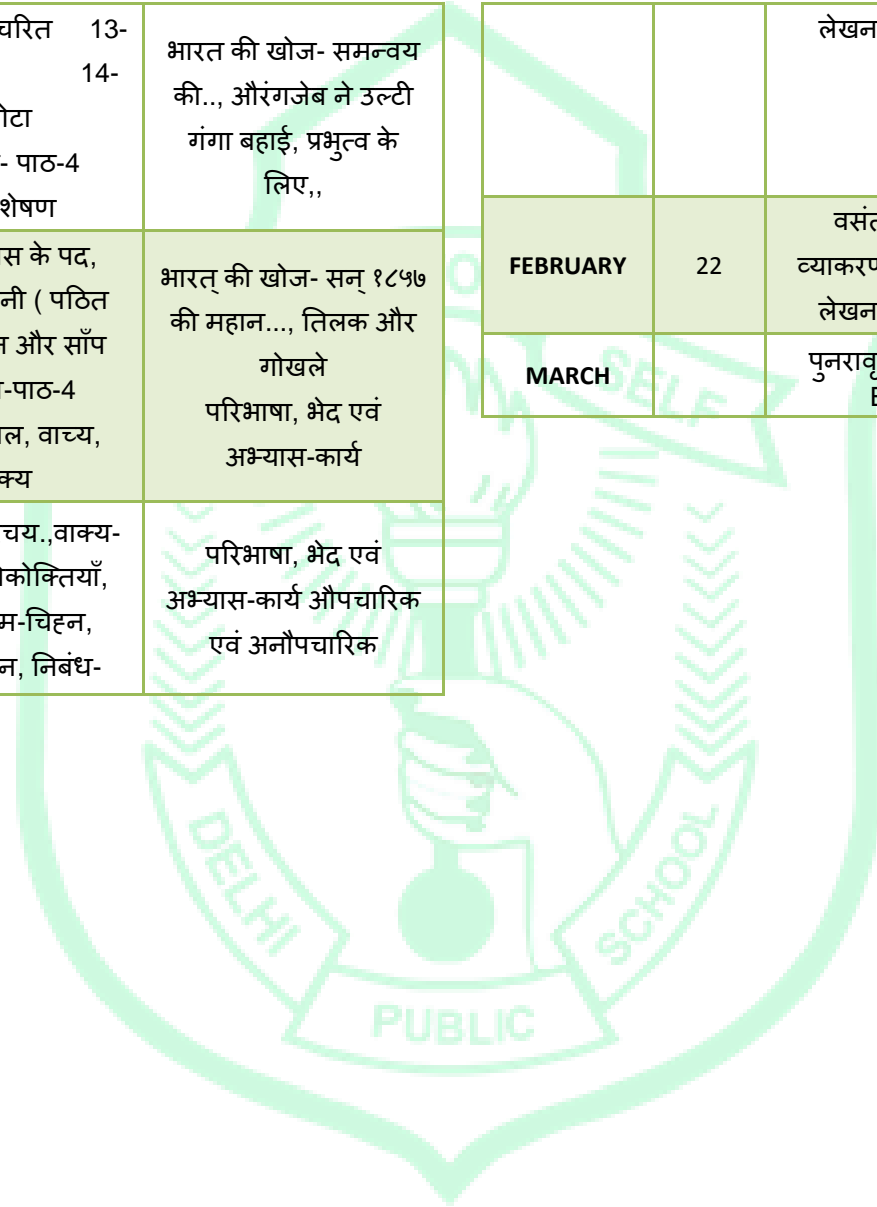 चरित 13-
14-
ोटा
- पाठ-4
शेषण
भारत की खोज- समन्वय
की.., औरंगजेब ने उल्टी
गंगा बहाई, प्रभुत्व के
लिए,,
स के पद,
नी ( पठित
और साँप
-पाठ-4
ल, वाच्य,
क्य
भारत् की खोज- सन् १८५७
की महान..., तिलक और
गोखले
परिभाषा, भेद एवं
अभ्यास-कार्य
चय.,वाक्य-
कोक्तियाँ,
म-चिह्न,
न, निबंध-
परिभाषा, भेद एवं
अभ्यास-कार्य औपचारिक
एवं अनौपचारिक
लेखन
FEBRUARY
22
वसंत
व्याकरण
लेखन
MARCH
पुनरावृ
SELF
DELHI
PUBLIC
SCHOOL